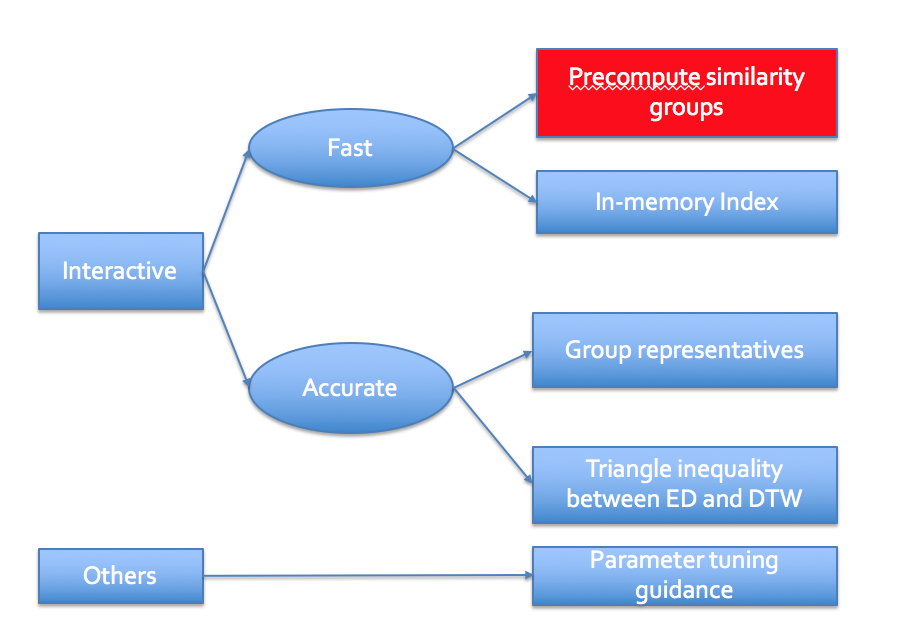 Precompute similarity
groups
Fast
In-memory Index
Interactive
Group representatives
Accurate
Triangle inequality
between ED and DTW
Others
Parameter tuning
guidance